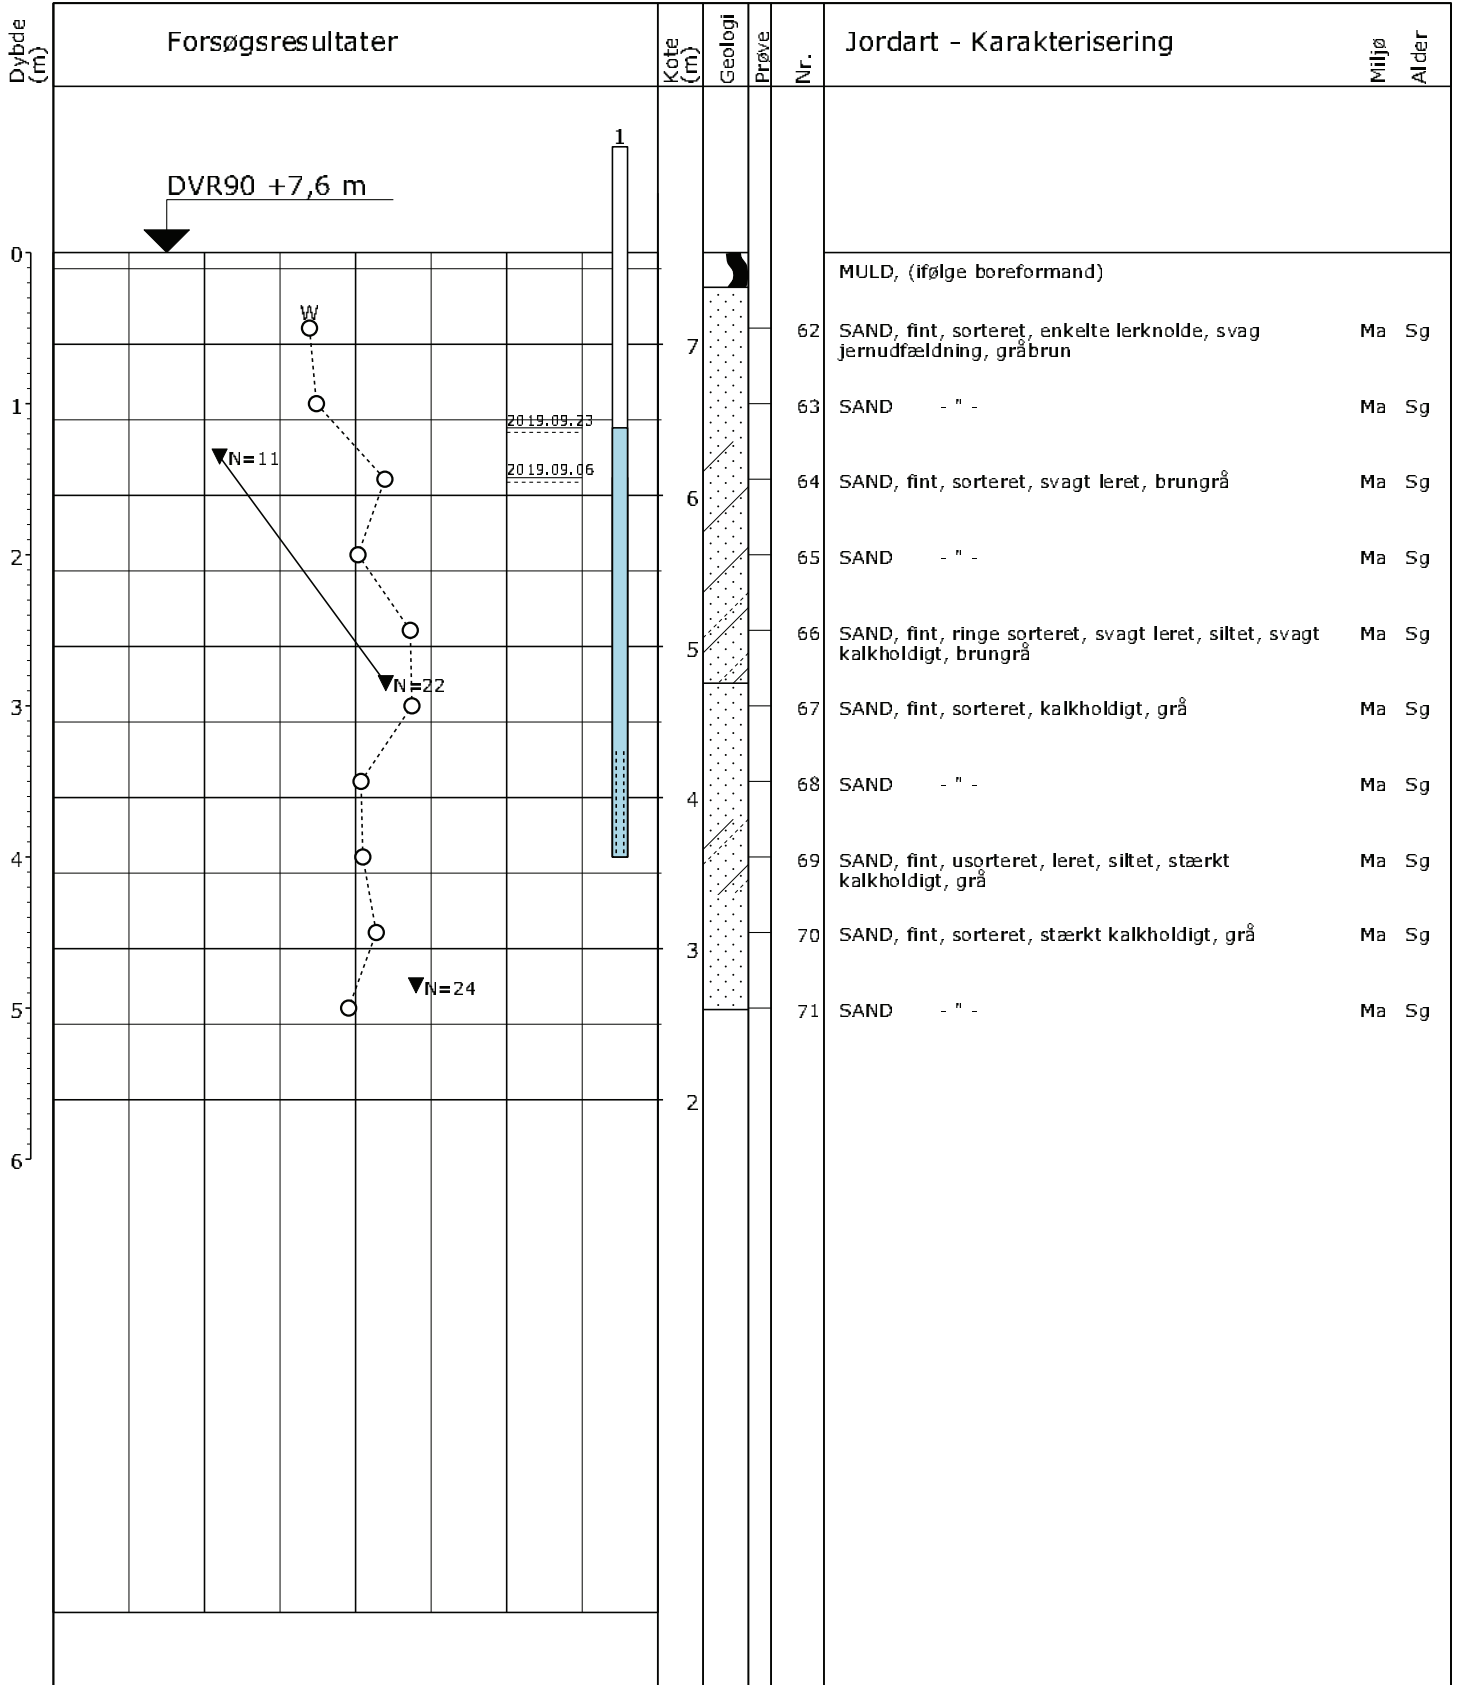 Dybde
(m)
Forsøgsresultater
Kote
(m)
Geologi
Prøve
Nr.
Jordart - Karakterisering
Miljø
Alder
1
DVR90 +7,6 m
0
MULD, (ifølge boreformand)
W
62 SAND, fint, sorteret, enkelte lerknolde, svag Ma Sg
jernudfældning, gråbrun
7
1
63 SAND - " - Ma Sg
2019.09.23
N=11
2019.09.06
64 SAND, fint, sorteret, svagt leret, brungrå Ma Sg
6
2
65 SAND - " - Ma Sg
66 SAND, fint, ringe sorteret, svagt leret, siltet, svagt Ma Sg
kalkholdigt, brungrå
5
N=22
3
67 SAND, fint, sorteret, kalkholdigt, grå Ma Sg
68 SAND - " - Ma Sg
4
4
69 SAND, fint, usorteret, leret, siltet, stærkt Ma Sg
kalkholdigt, grå
70 SAND, fint, sorteret, stærkt kalkholdigt, grå Ma Sg
3
N=24
5
71 SAND - " - Ma Sg
2
6